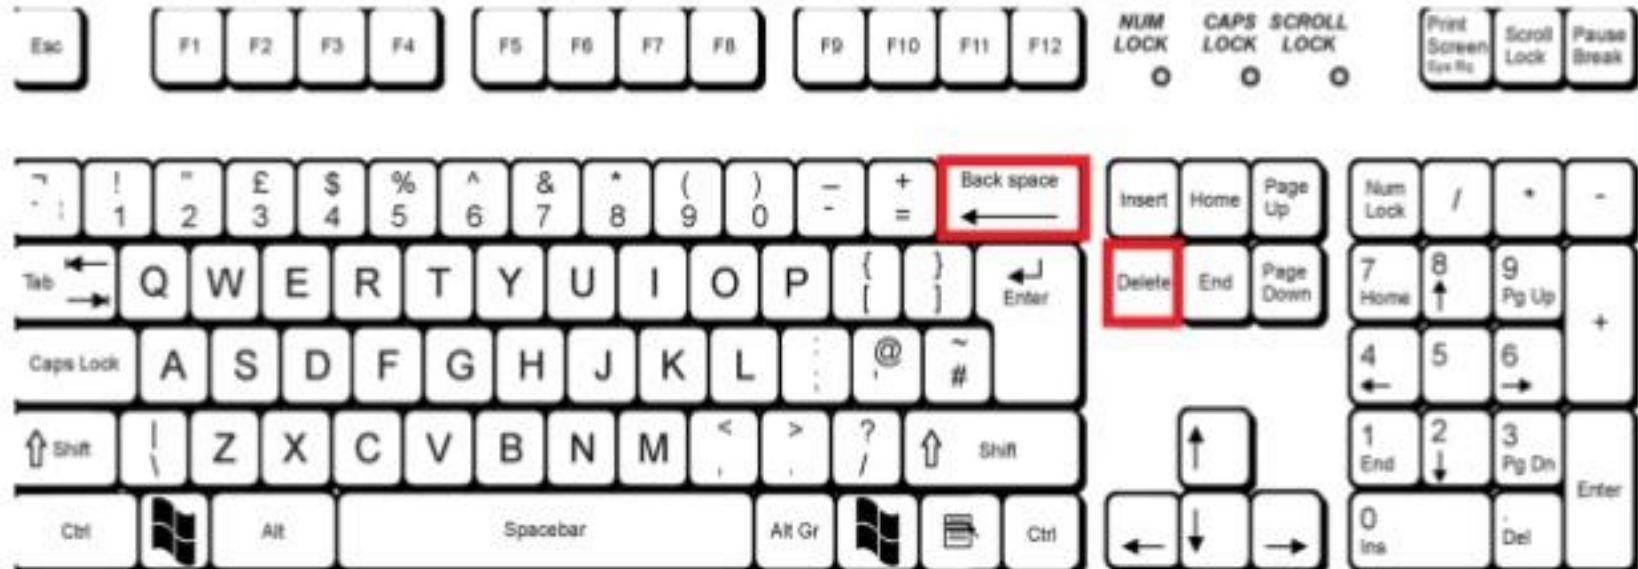 Esc F1 F2 F3 F4 F5 F6 F7 F8 F9 F10 F11 F12
NUM LOCK
CAPS LOCK
SCROLL LOCK
Print Screen Sys Rq
Scroll Lock
Pause Break
¬
! 1
" 2
£ 3
$ 4
% 5
^ 6
& 7
* 8
( 9
) 0
_ -
+ =
Back space
Insert Home Page Up
Num Lock / * -
Tab Q W E R T Y U I O P { [ } ] Enter
Delete End Page Down
7 Home
8
9 Pg Up
+
Caps Lock A S D F G H J K L : ; @ ' ~ #
4 5 6
Shift | \ Z X C V B N M < , > . ? / Shift
1 End
2
3 Pg Dn
Enter
Ctrl Alt Spacebar Alt Gr Ctrl
0 Ins
. Del